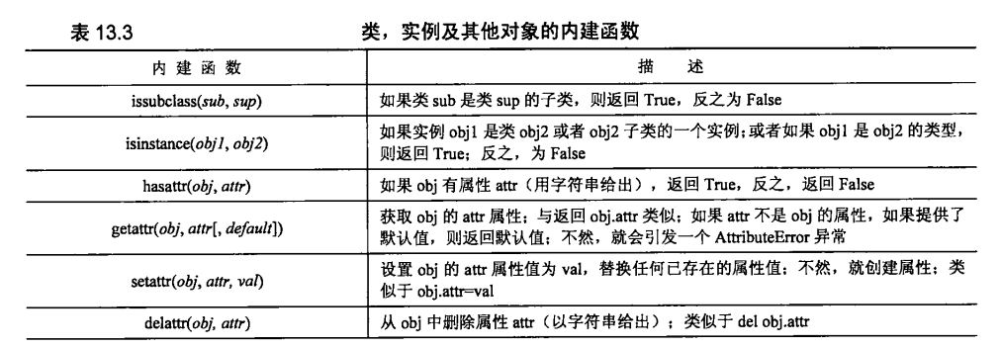 表 13.3 类，实例及其他对象的内建函数
内 建 函 数 描 述
issubclass(sub, sup) 如果类 sub 是类 sup 的子类，则返回 True，反之为 False
isinstance(obj1, obj2) 如果实例 obj1 是类 obj2 或者 obj2 子类的一个实例；或者如果 obj1 是 obj2 的类型，
则返回 True；反之，为 False
hasattr(obj, attr) 如果 obj 有属性 attr（用字符串给出），返回 True，反之，返回 False
getattr(obj, attr[, default]) 获取 obj 的 attr 属性；与返回 obj.attr 类似；如果 attr 不是 obj 的属性，如果提供了
默认值，则返回默认值；不然，就会引发一个 AttributeError 异常
setattr(obj, attr, val) 设置 obj 的 attr 属性值为 val，替换任何已存在的属性值；不然，就创建属性；类
似于 obj.attr=val
delattr(obj, attr) 从 obj 中删除属性 attr（以字符串给出）；类似于 del obj.attr